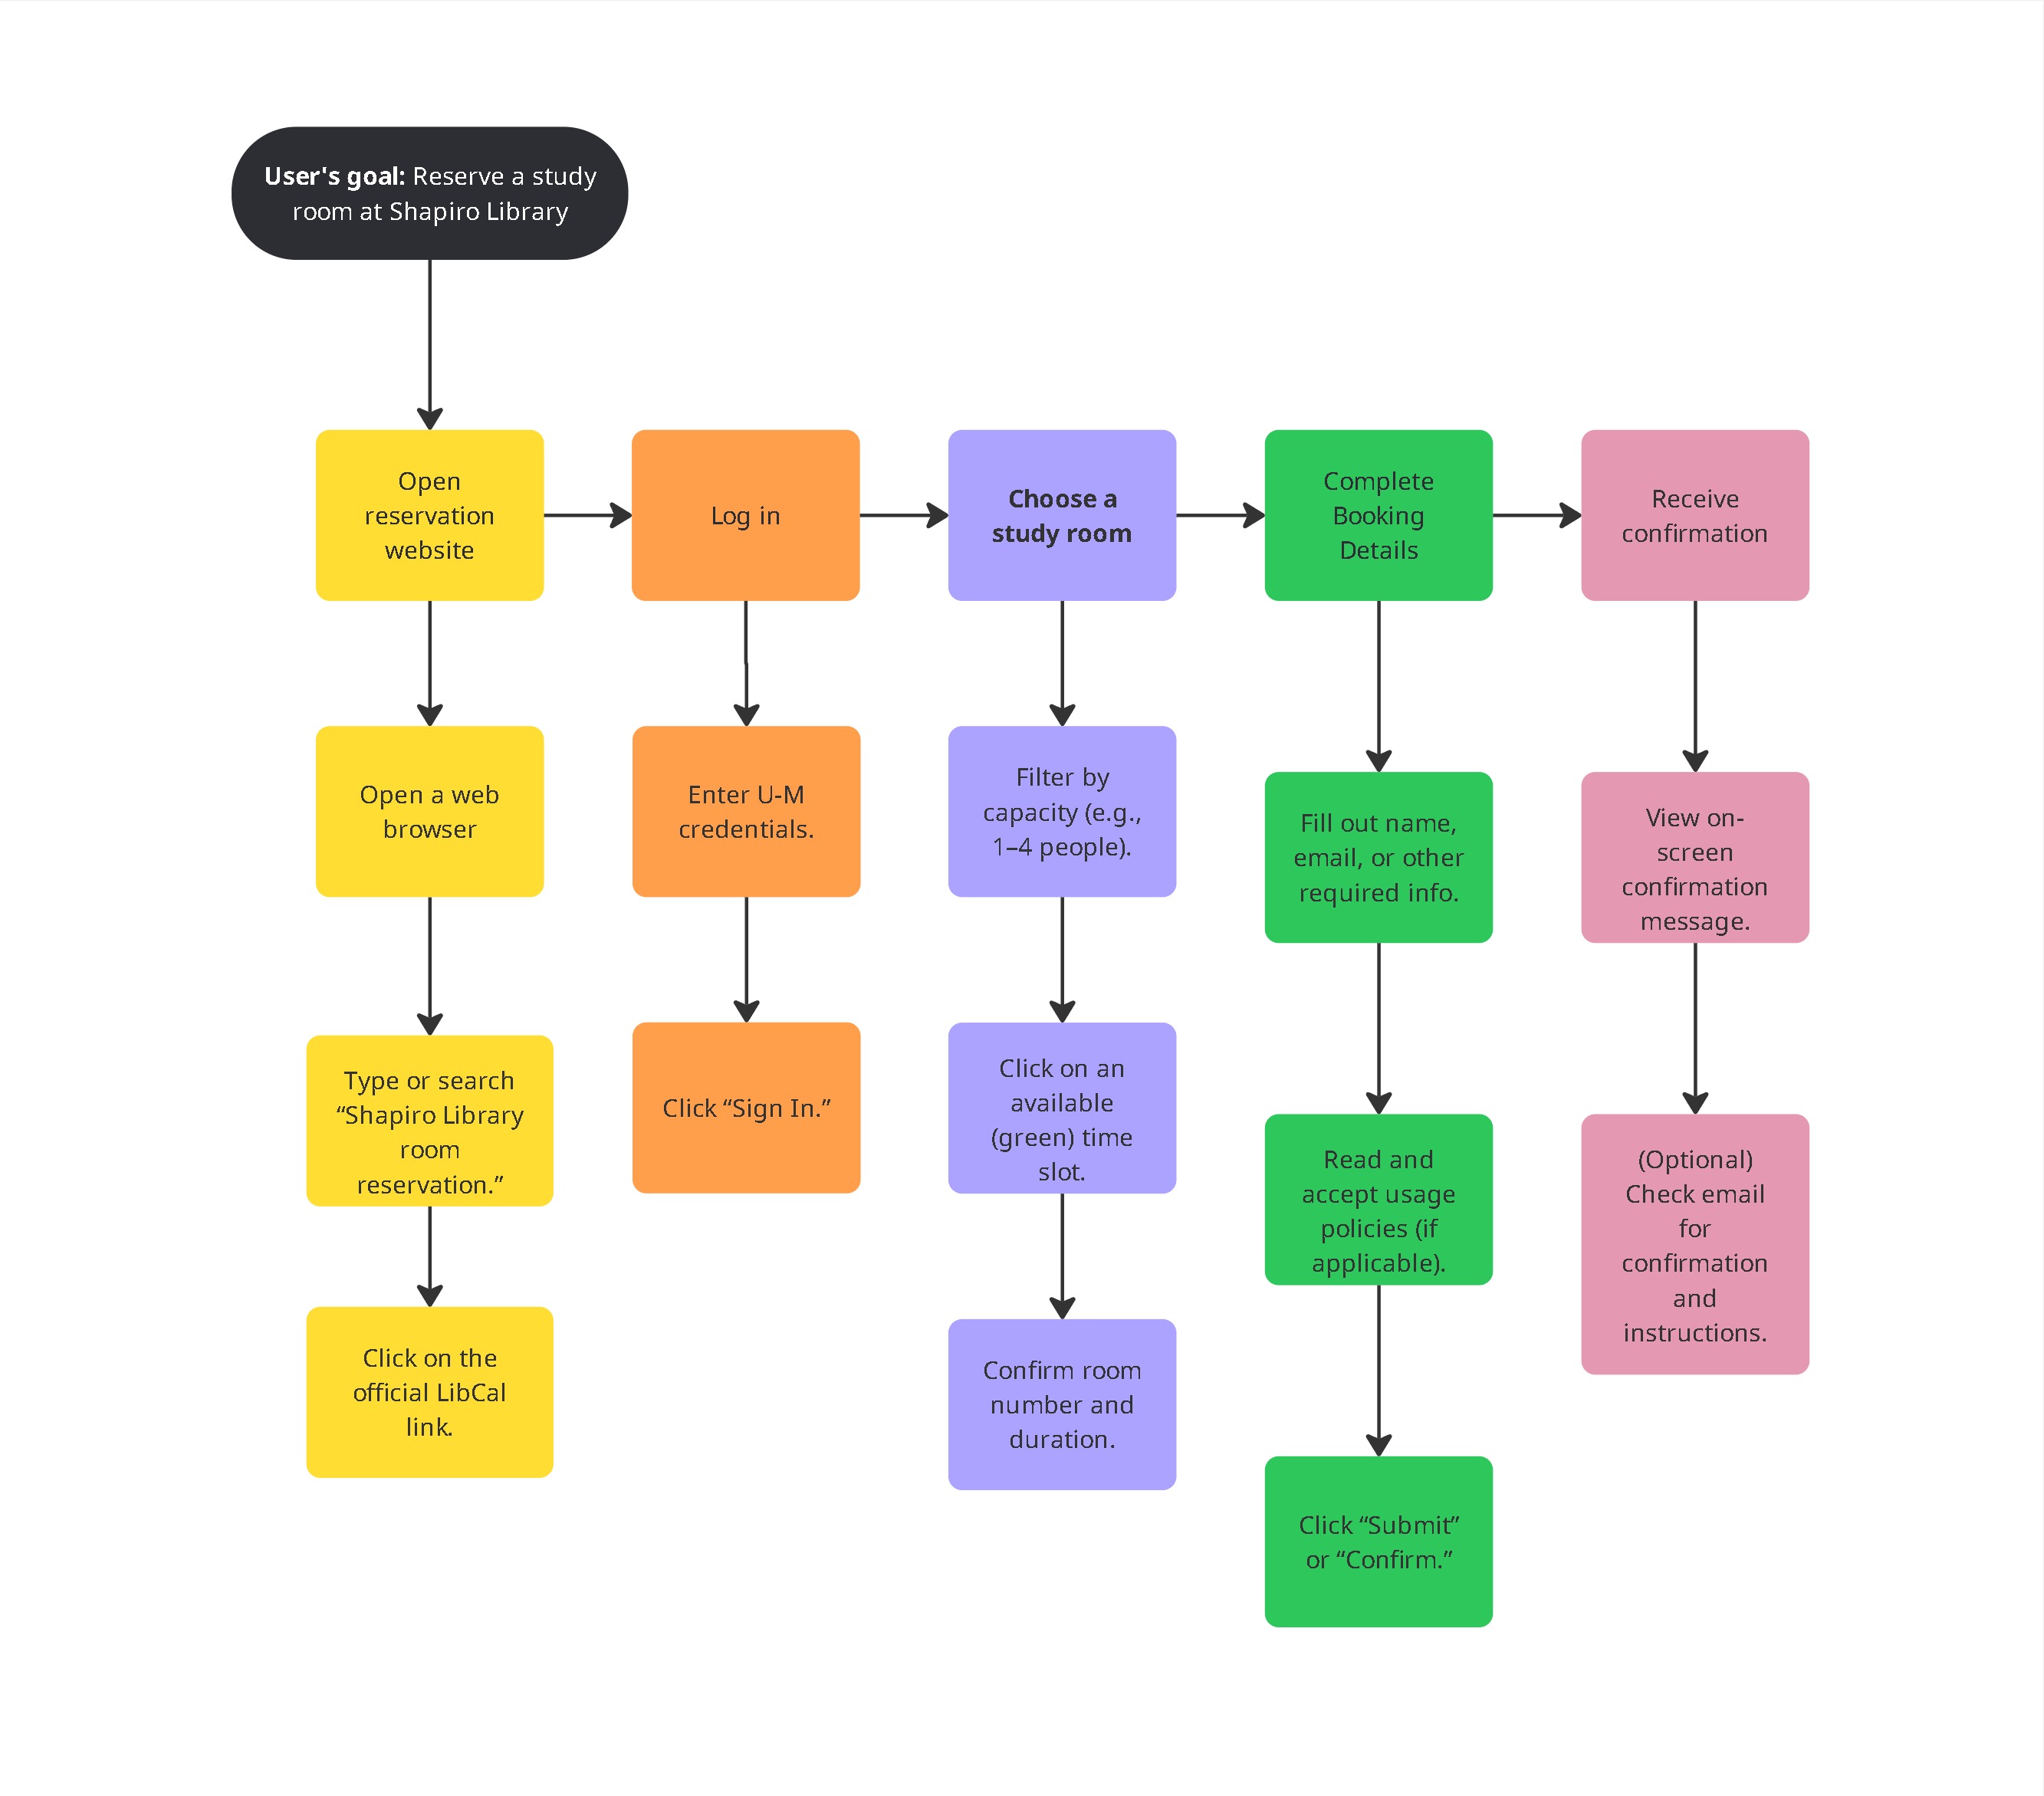 User's goal: Reserve a study
room at Shapiro Library
Open
reservation
website
Log in
Choose a
study room
Complete
Booking
Details
Receive
confirmation
Open a web
browser
Enter U-M
credentials.
Filter by
capacity (e.g.,
1–4 people).
Fill out name,
email, or other
required info.
View on-
screen
confirmation
message.
Type or search
“Shapiro Library
room
reservation.”
Click “Sign In.”
Click on an
available
(green) time
slot.
Read and
accept usage
policies (if
applicable).
(Optional)
Check email
for
confirmation
and
instructions.
Click on the
official LibCal
link.
Confirm room
number and
duration.
Click “Submit”
or “Confirm.”